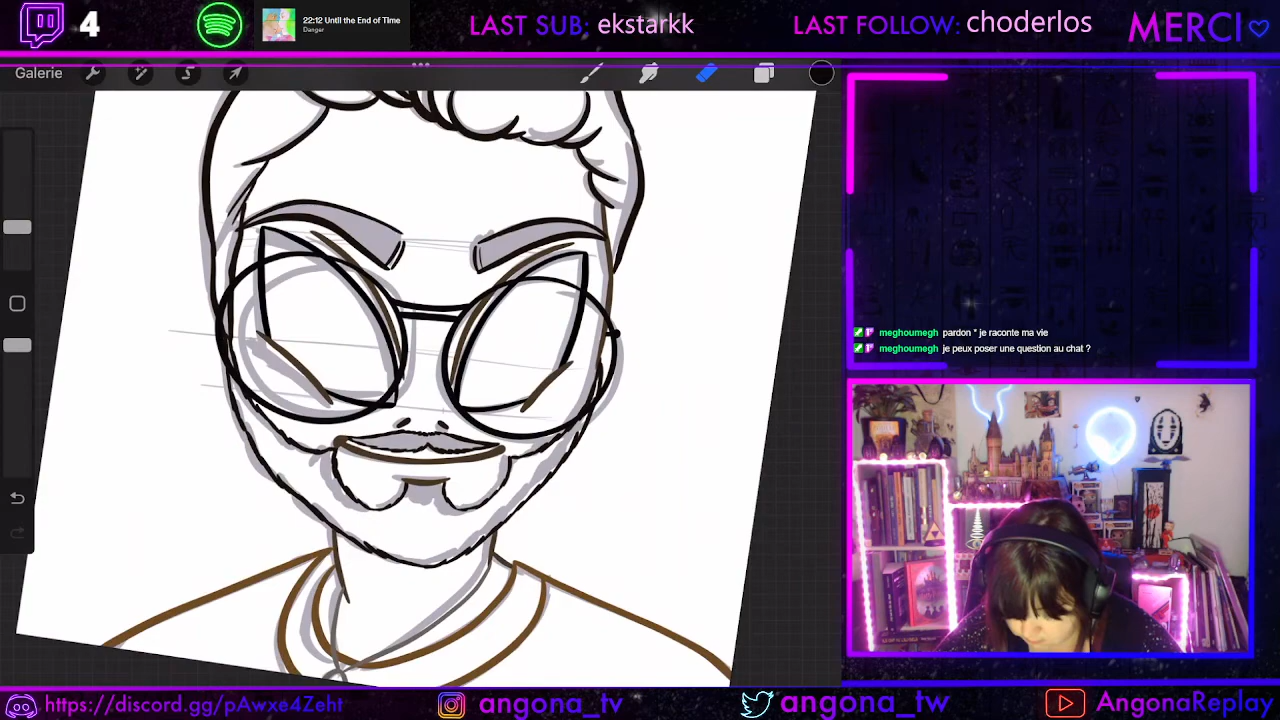 4
22:12 Until the End of Time
Danger
LAST SUB: ekstarkk
LAST FOLLOW: choderlos
MERCI
Galerie
meghoumegh pardon * je raconte ma vie
meghoumegh je peux poser une question au chat ?
https://discord.gg/pAwxe4Zeht
angona_tv
angona_tw
AngonaReplay